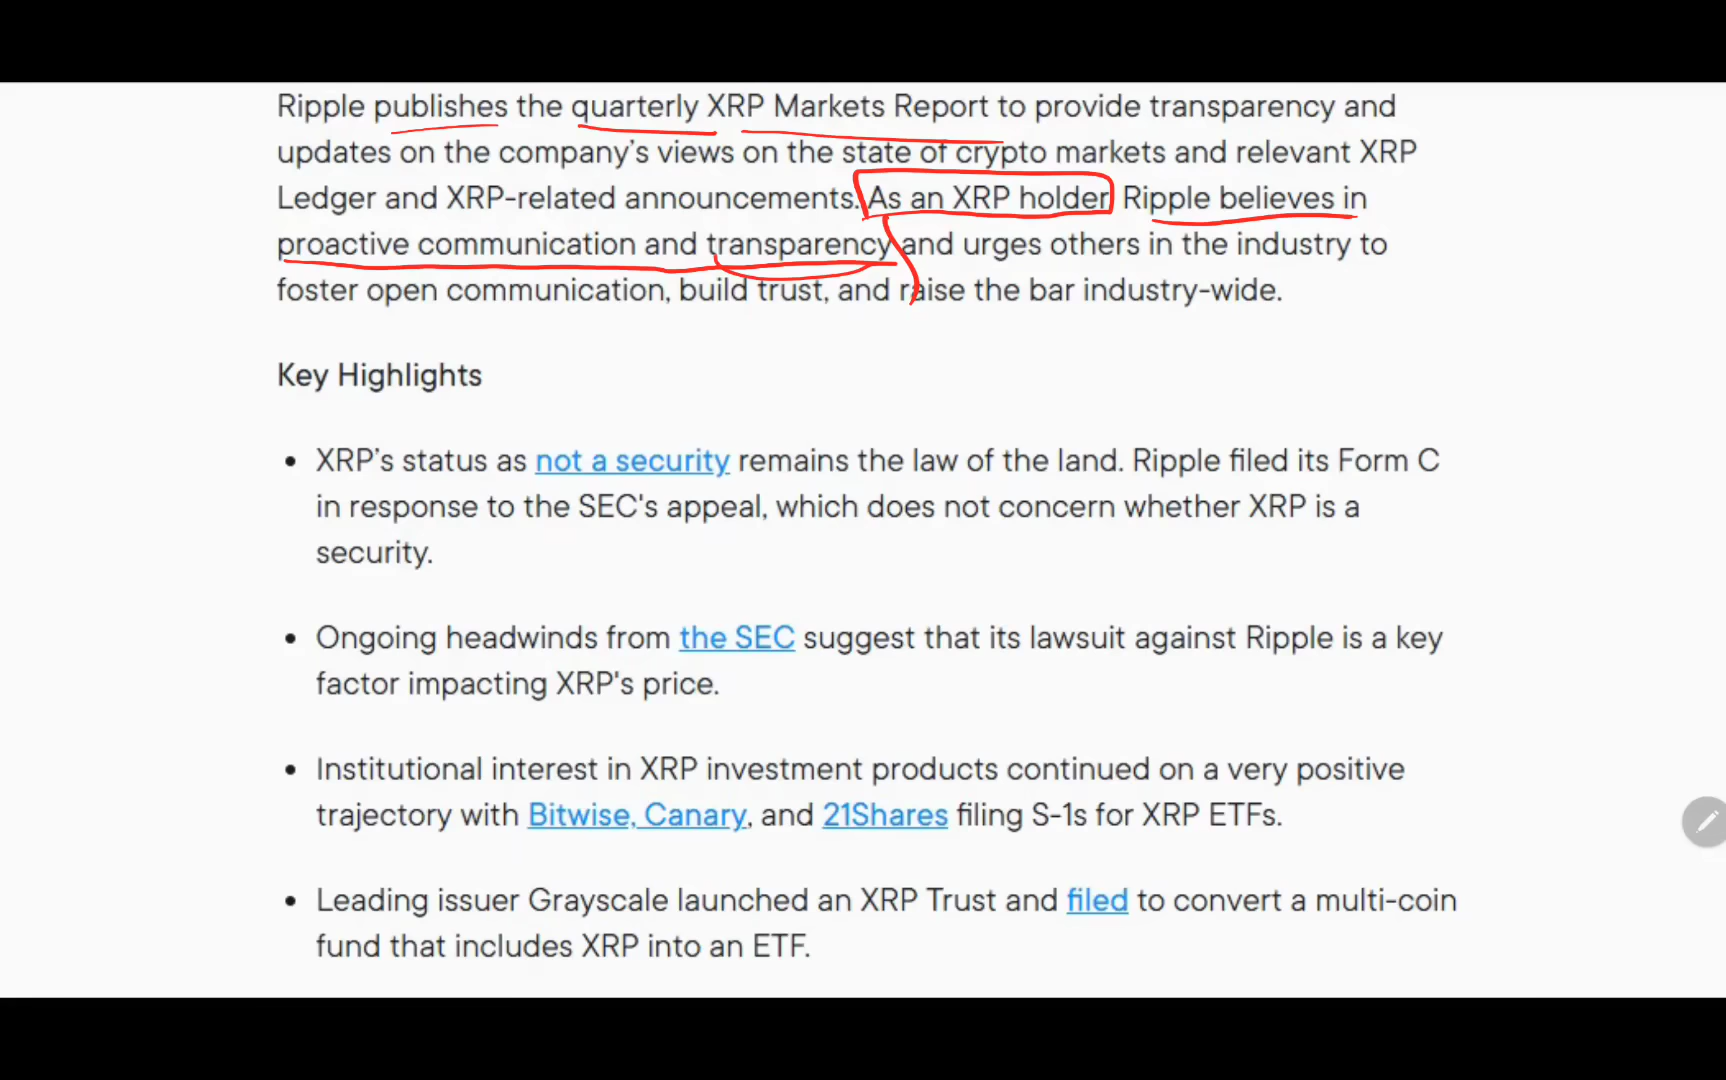 Ripple publishes the quarterly XRP Markets Report to provide transparency and
updates on the company’s views on the state of crypto markets and relevant XRP
Ledger and XRP-related announcements. As an XRP holder, Ripple believes in
proactive communication and transparency and urges others in the industry to
foster open communication, build trust, and raise the bar industry-wide.
Key Highlights
• XRP’s status as not a security remains the law of the land. Ripple filed its Form C
in response to the SEC's appeal, which does not concern whether XRP is a
security.
• Ongoing headwinds from the SEC suggest that its lawsuit against Ripple is a key
factor impacting XRP's price.
• Institutional interest in XRP investment products continued on a very positive
trajectory with Bitwise, Canary, and 21Shares filing S-1s for XRP ETFs.
• Leading issuer Grayscale launched an XRP Trust and filed to convert a multi-coin
fund that includes XRP into an ETF.